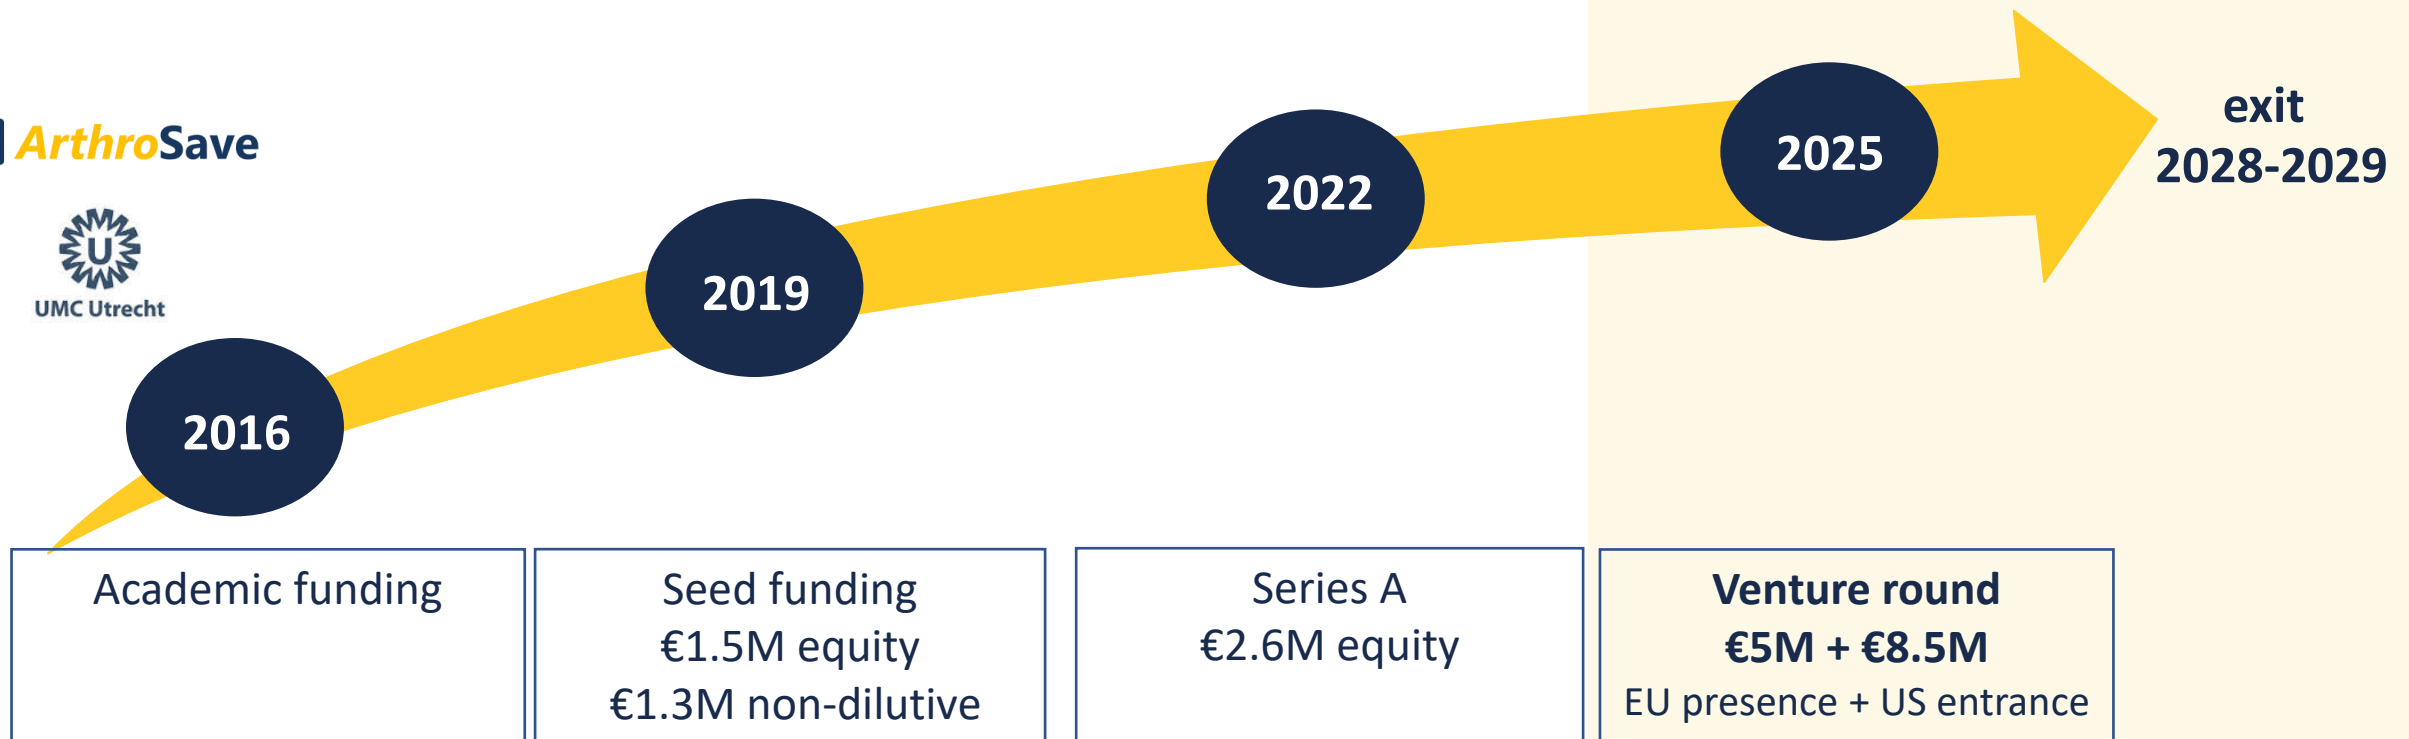 ArthroSave
U
UMC Utrecht
2016
2019
2022
2025
exit
2028-2029
Academic funding
Seed funding
€1.5M equity
€1.3M non-dilutive
Series A
€2.6M equity
Venture round
€5M + €8.5M
EU presence + US entrance